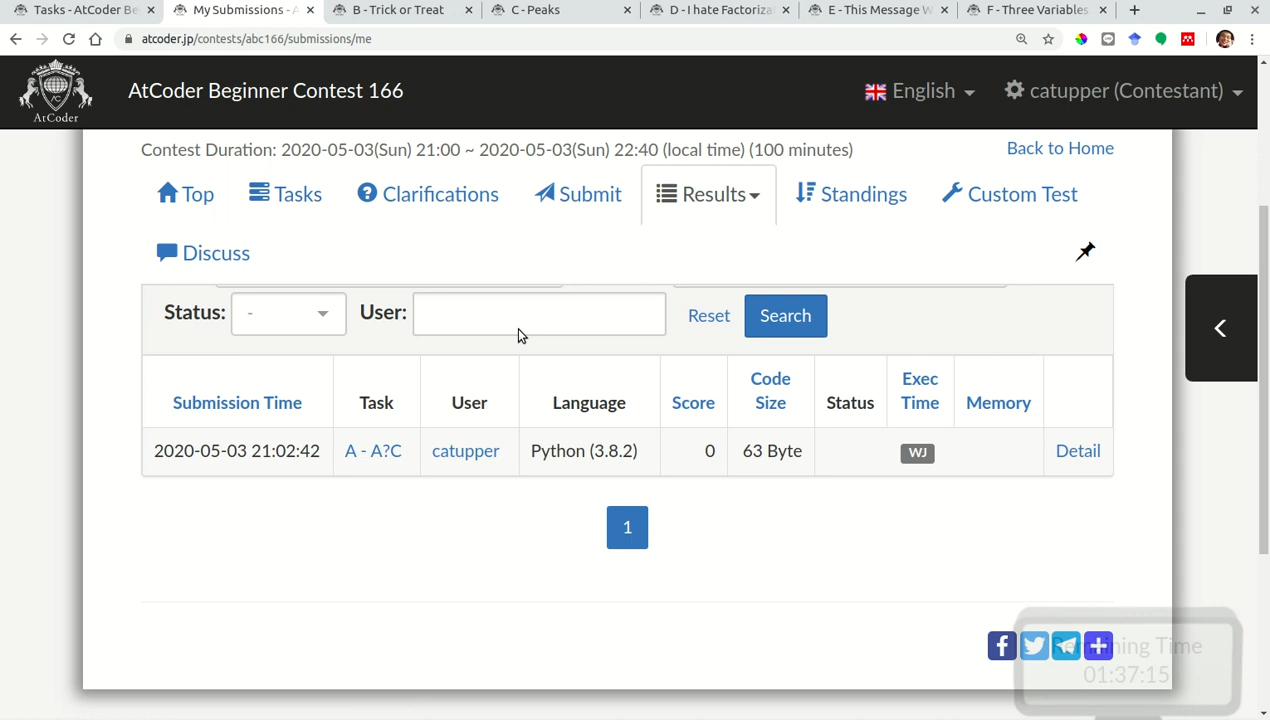 Tasks - AtCoder Be
My Submissions - A
B - Trick or Treat
C - Peaks
D - I hate Factoriza
E - This Message W
F - Three Variables
atcoder.jp/contests/abc166/submissions/me
AtCoder
AtCoder Beginner Contest 166
English
catupper (Contestant)
Contest Duration: 2020-05-03(Sun) 21:00 ~ 2020-05-03(Sun) 22:40 (local time) (100 minutes)
Back to Home
Top
Tasks
Clarifications
Submit
Results
Standings
Custom Test
Discuss
Status: -
User:
Reset
Search
Submission Time Task User Language Score Code Size Status Exec Time Memory
2020-05-03 21:02:42 A - A?C catupper Python (3.8.2) 0 63 Byte WJ Detail
1
Remaining Time
01:37:15